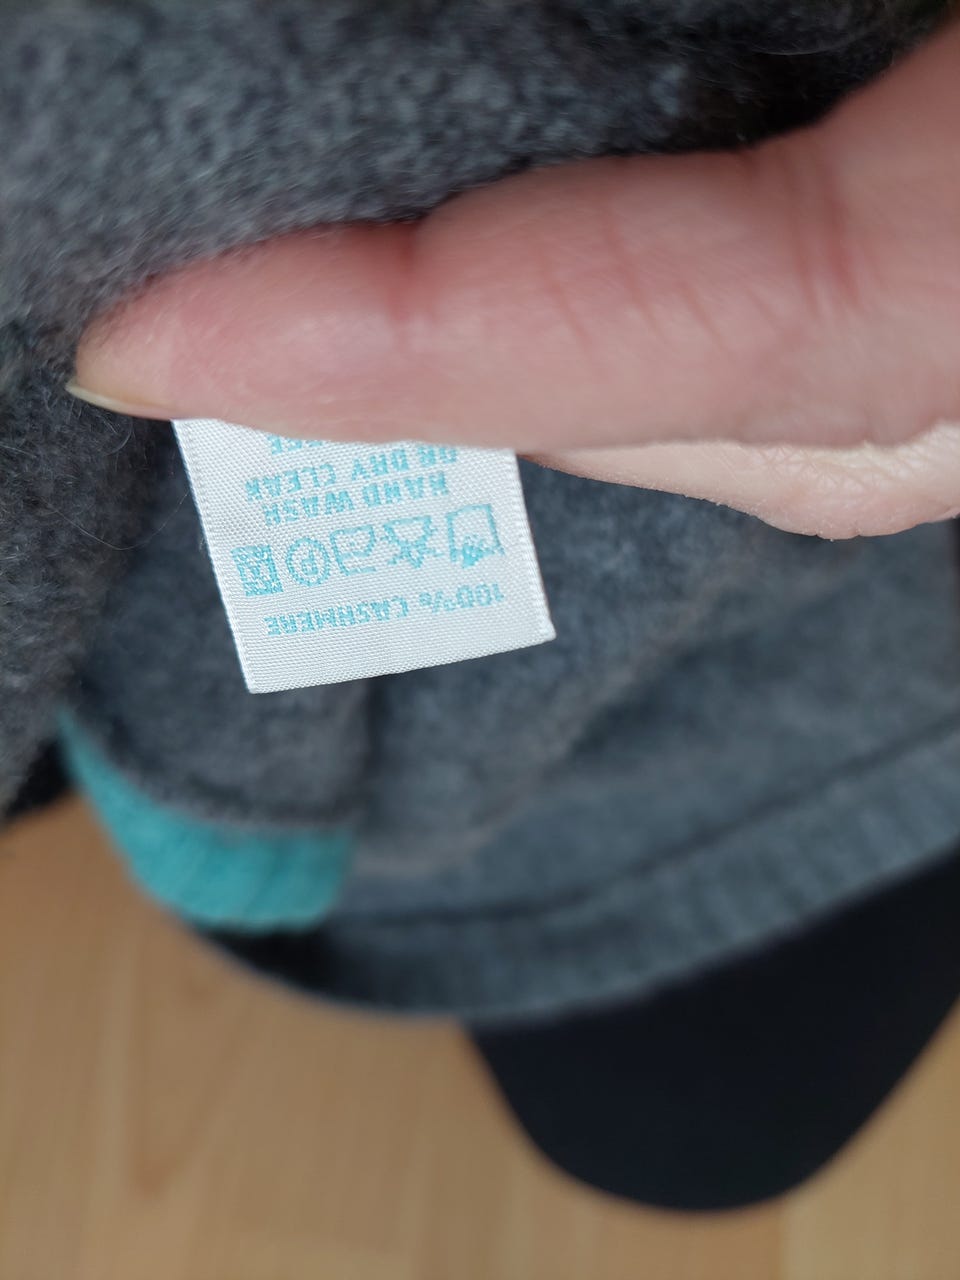 100% CASHMERE
HAND WASH
OR DRY CLEAN